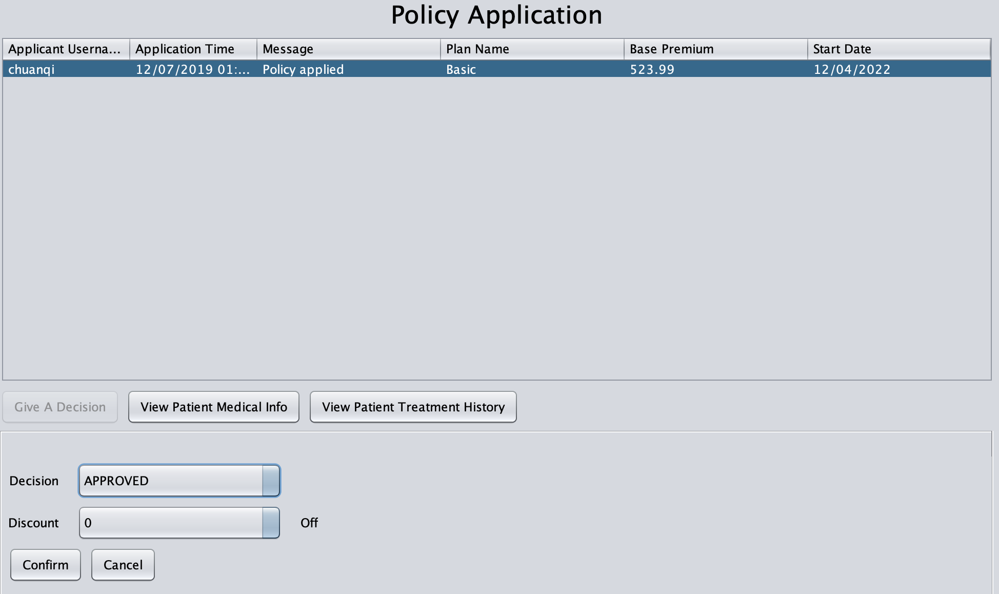 Policy Application
Applicant Userna... Application Time Message Plan Name Base Premium Start Date
chuanqi 12/07/2019 01:... Policy applied Basic 523.99 12/04/2022
Give A Decision View Patient Medical Info View Patient Treatment History
Decision APPROVED
Discount 0 Off
Confirm Cancel